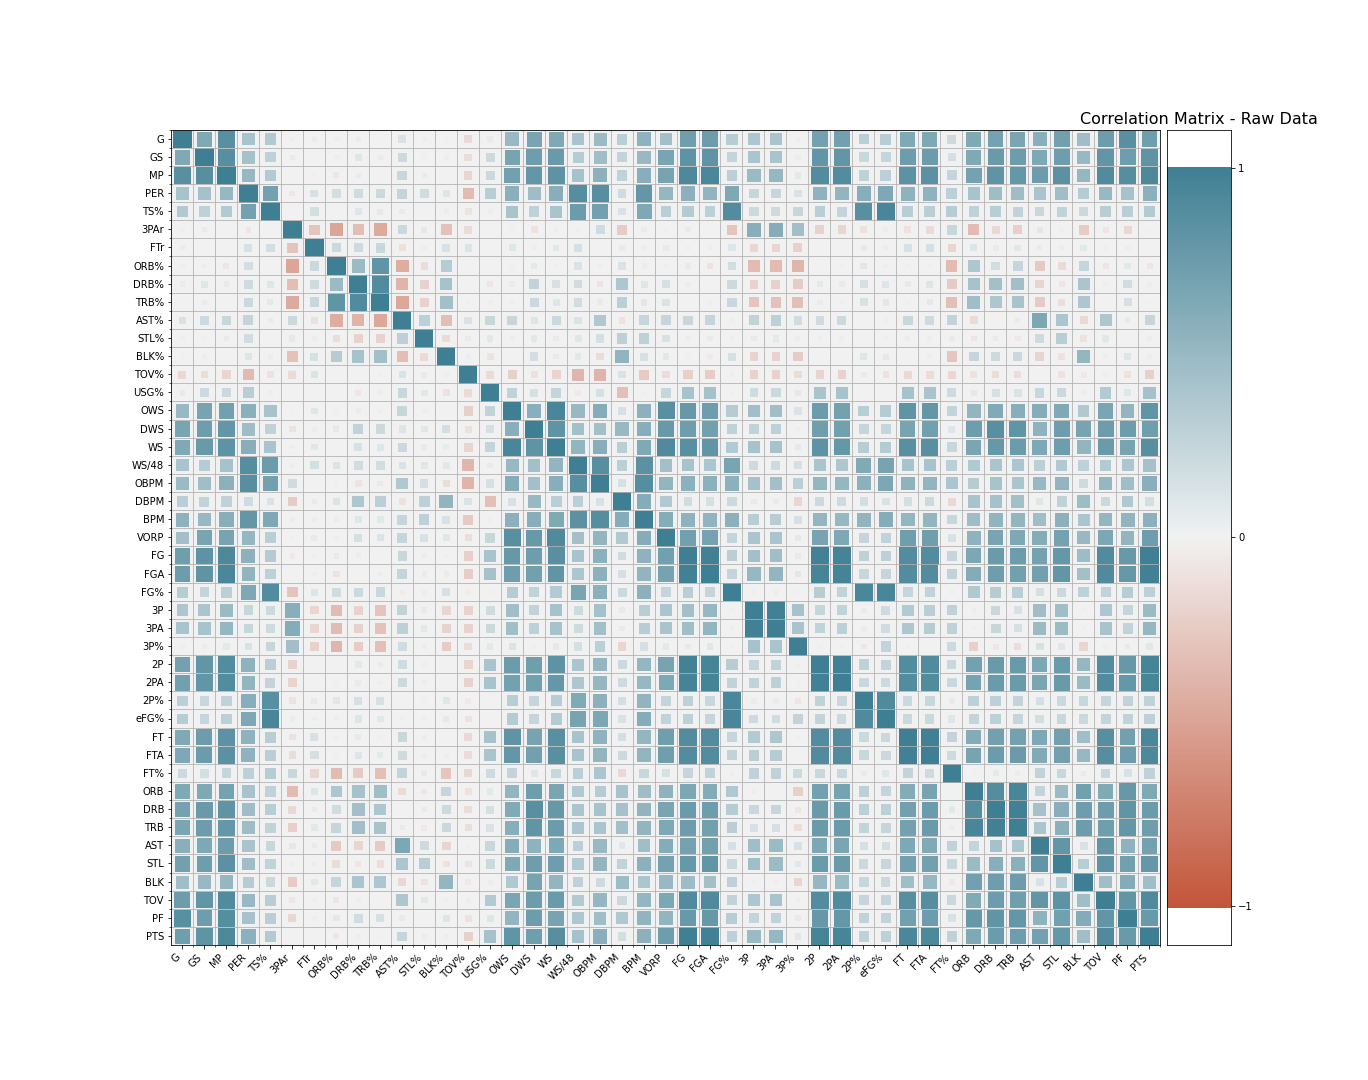 Correlation Matrix - Raw Data
G
GS
MP
PER
TS%
3PAr
FTr
ORB%
DRB%
TRB%
AST%
STL%
BLK%
TOV%
USG%
OWS
DWS
WS
WS/48
OBPM
DBPM
BPM
VORP
FG
FGA
FG%
3P
3PA
3P%
2P
2PA
2P%
eFG%
FT
FTA
FT%
ORB
DRB
TRB
AST
STL
BLK
TOV
PF
PTS
G GS MP PER TS% 3PAr FTr ORB% DRB% TRB% AST% STL% BLK% TOV% USG% OWS DWS WS WS/48 OBPM DBPM BPM VORP FG FGA FG% 3P 3PA 3P% 2P 2PA 2P% eFG% FT FTA FT% ORB DRB TRB AST STL BLK TOV PF PTS
1
0
−1